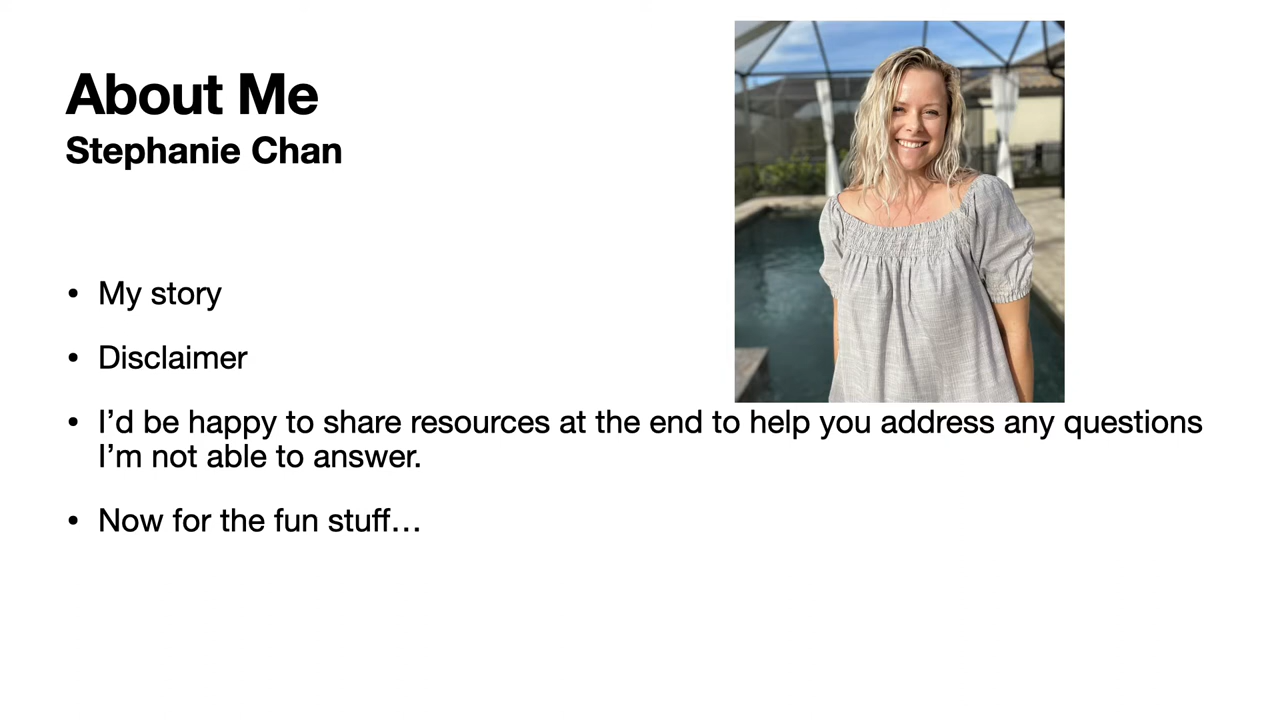 About Me
Stephanie Chan
• My story
• Disclaimer
• I’d be happy to share resources at the end to help you address any questions
I’m not able to answer.
• Now for the fun stuff…